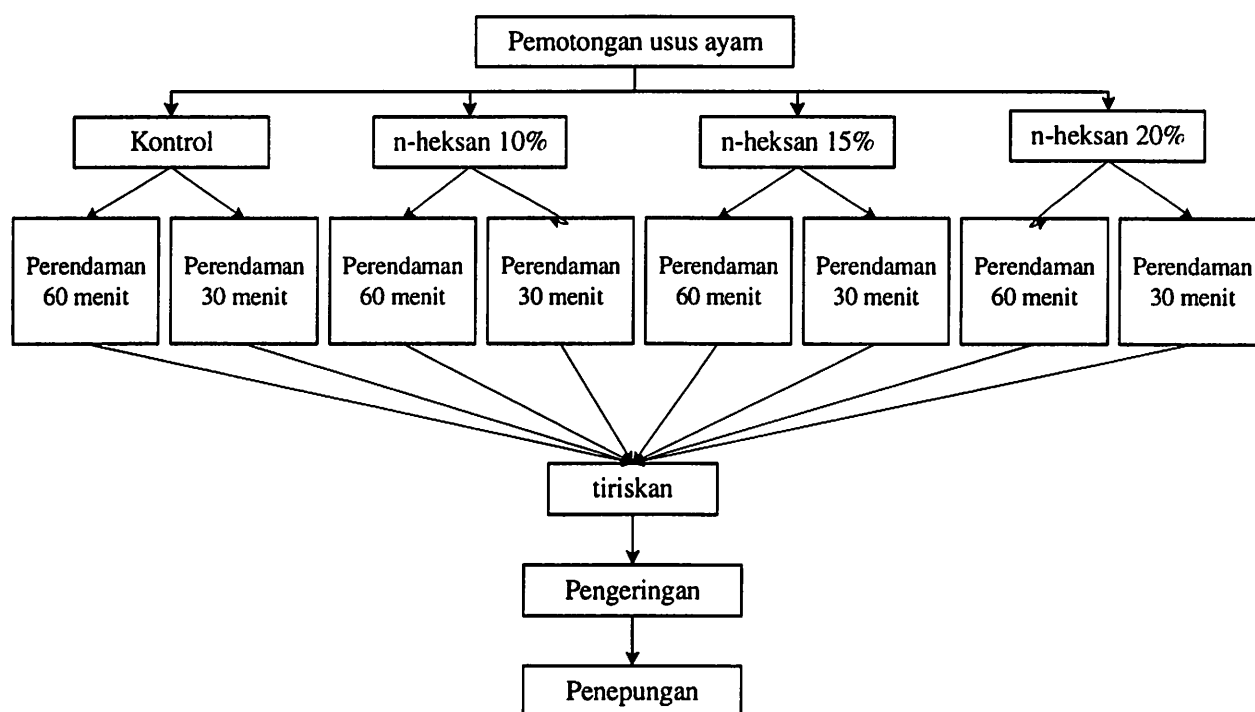 Pemotongan usus ayam
Kontrol
n-heksan 10%
n-heksan 15%
n-heksan 20%
Perendaman
60 menit
Perendaman
30 menit
Perendaman
60 menit
Perendaman
30 menit
Perendaman
60 menit
Perendaman
30 menit
Perendaman
60 menit
Perendaman
30 menit
tiriskan
Pengeringan
Penepungan